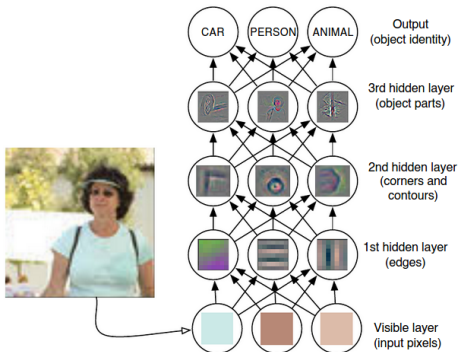 CAR
PERSON
ANIMAL
Output
(object identity)
3rd hidden layer
(object parts)
2nd hidden layer
(corners and
contours)
1st hidden layer
(edges)
Visible layer
(input pixels)